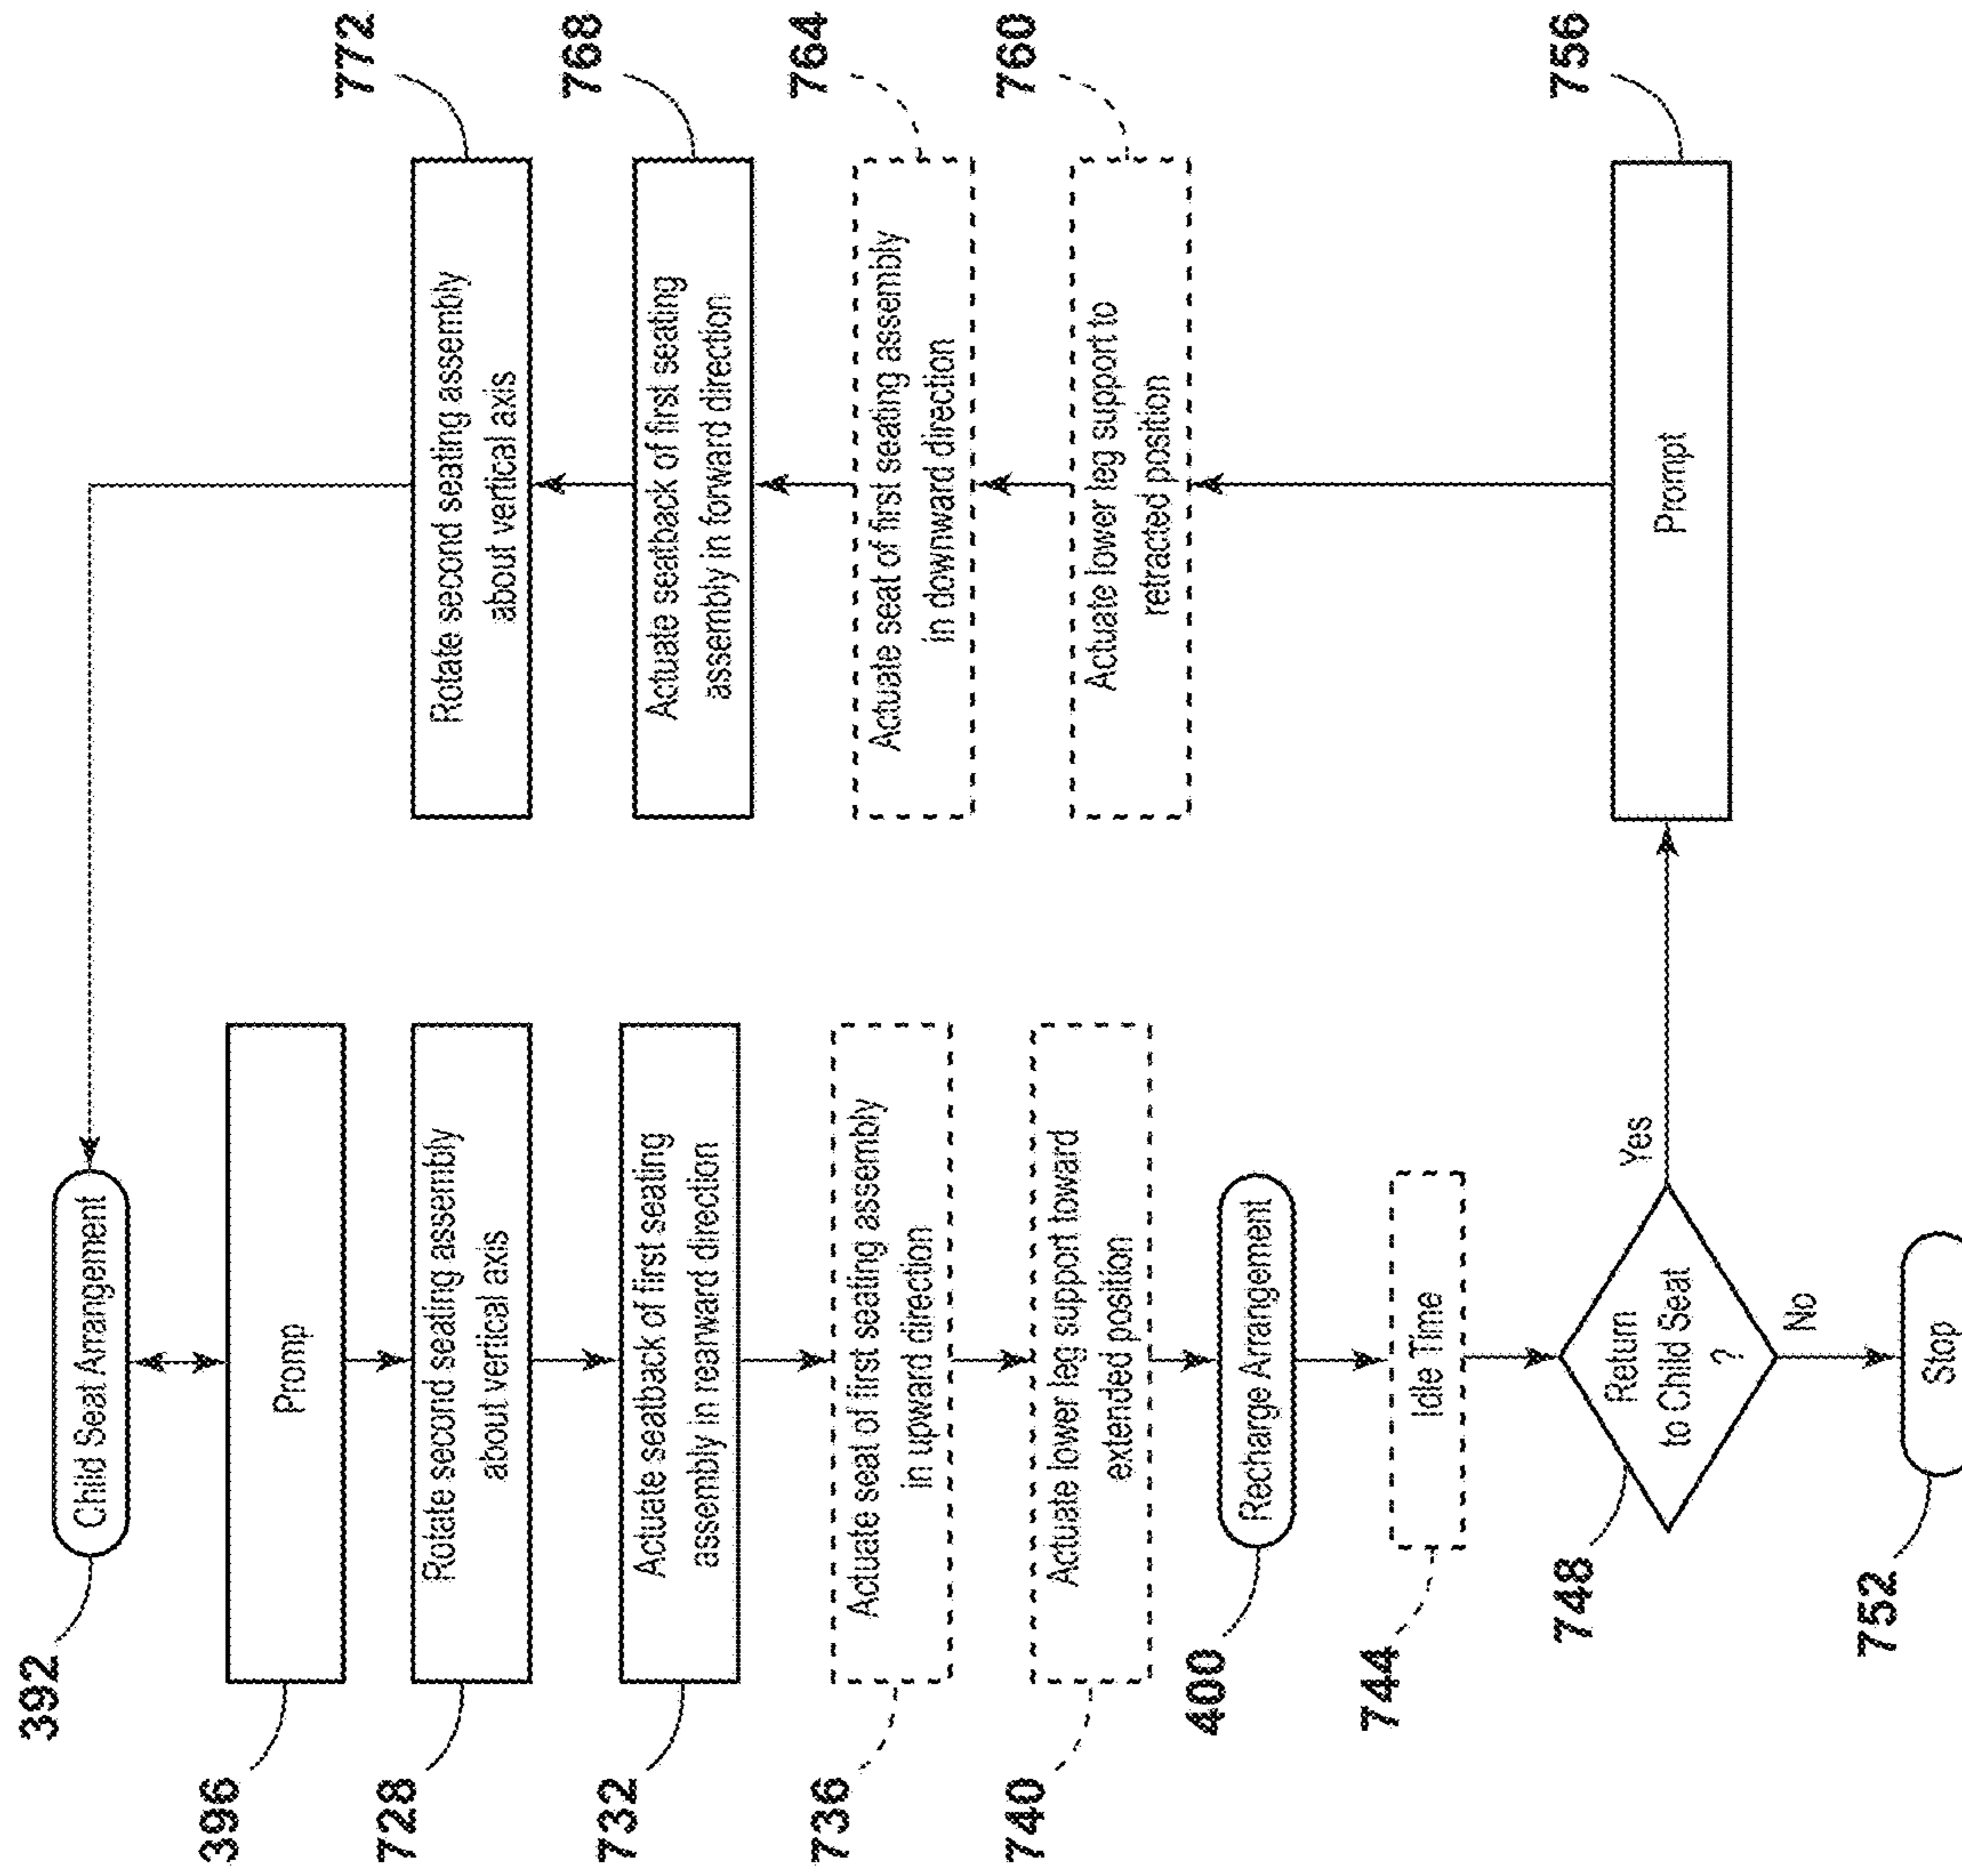 392
Child Seat Arrangement
396
Promp
728
Rotate second seating assembly
about vertical axis
732
Actuate seatback of first seating
assembly in rearward direction
736
Actuate seat of first seating assembly
in upward direction
740
Actuate lower leg support toward
extended position
400
Recharge Arrangement
744
Idle Time
748
Return
to Child Seat
?
Yes
No
752
Stop
772
Rotate second seating assembly
about vertical axis
768
Actuate seatback of first seating
assembly in forward direction
764
Actuate seat of first seating assembly
in downward direction
760
Actuate lower leg support to
retracted position
756
Prompt